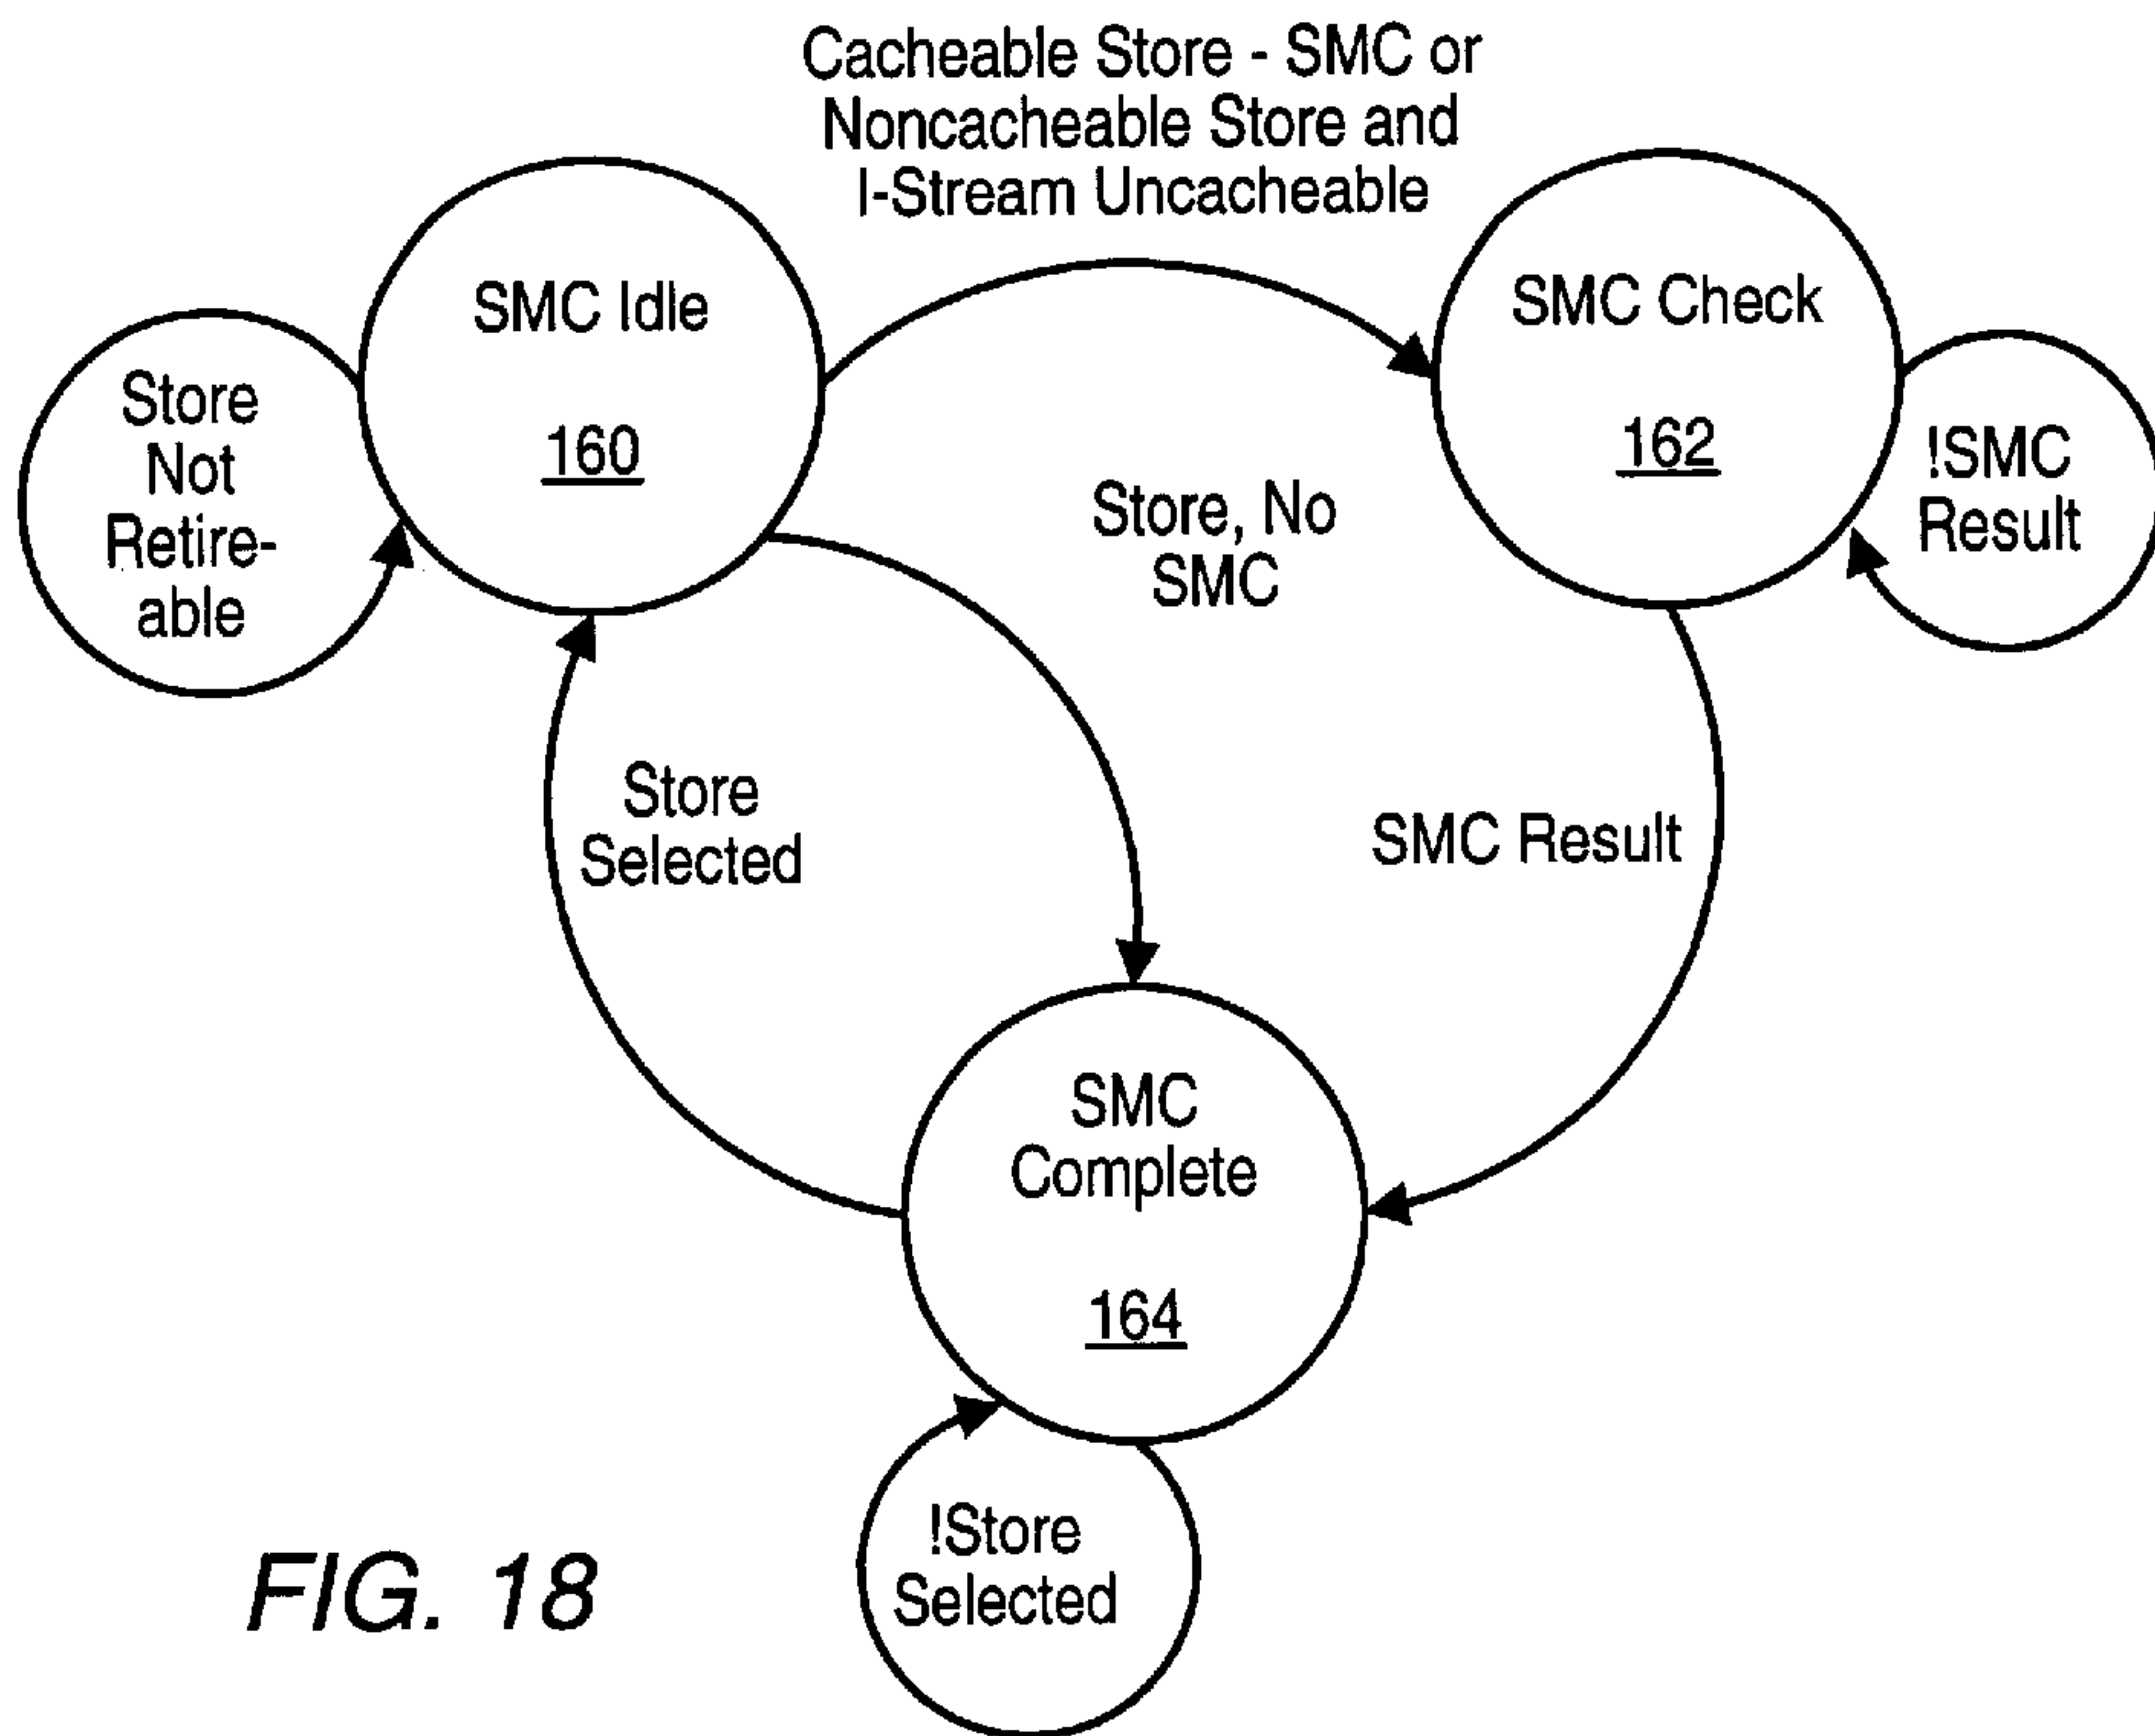 Cacheable Store - SMC or
Noncacheable Store and
I-Stream Uncacheable
SMC Idle
160
Store
Not
Retire-
able
SMC Check
162
!SMC
Result
Store, No
SMC
Store
Selected
SMC Result
SMC
Complete
164
!Store
Selected
FIG. 18